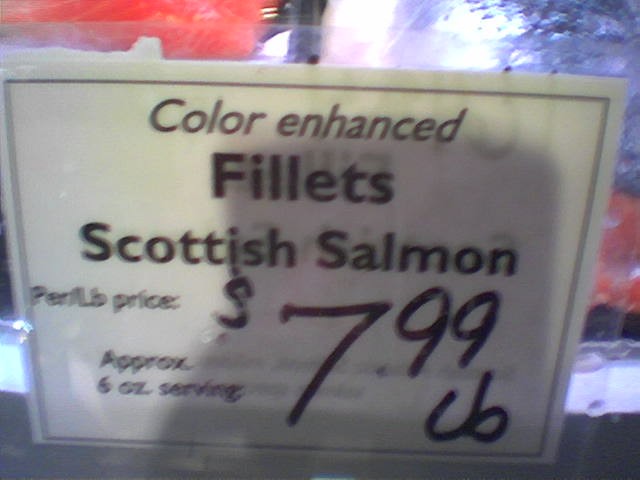 Color enhanced
Fillets
Scottish Salmon
Per/Lb price: $ 7.99 Lb
Approx.
6 oz. serving: